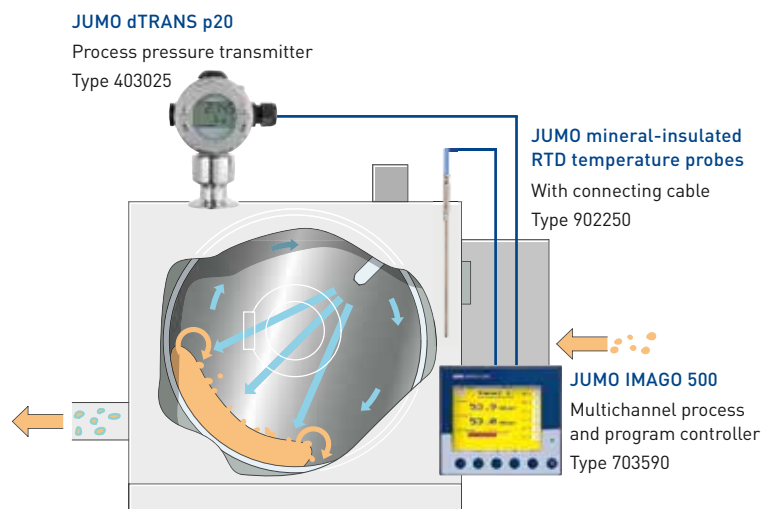 JUMO dTRANS p20
Process pressure transmitter
Type 403025
JUMO mineral-insulated
RTD temperature probes
With connecting cable
Type 902250
JUMO IMAGO 500
Multichannel process
and program controller
Type 703590